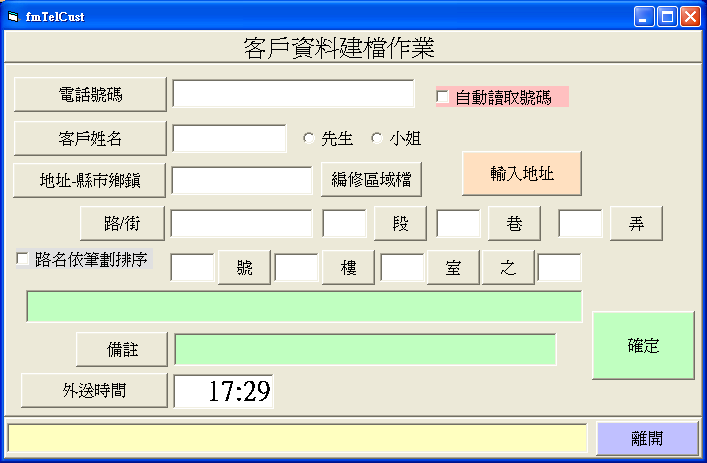 fmTelCust
客戶資料建檔作業
電話號碼 自動讀取號碼
客戶姓名 先生 小姐
地址-縣市鄉鎮 編修區域檔 輸入地址
路/街 段 巷 弄
路名依筆劃排序 號 樓 室 之
備註 確定
外送時間 17:29
離開